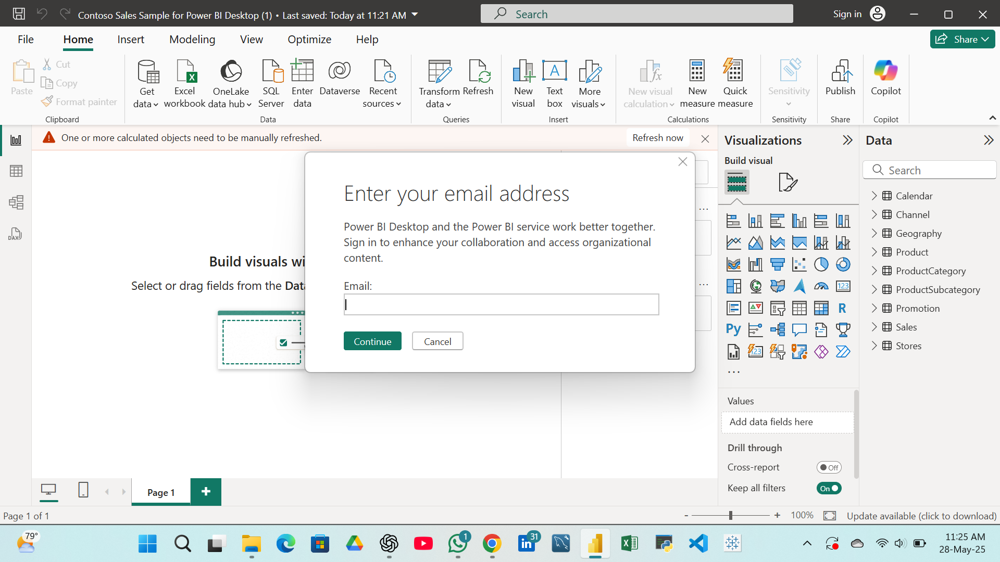 Contoso Sales Sample for Power BI Desktop (1) • Last saved: Today at 11:21 AM
Search
Sign in
File
Home
Insert
Modeling
View
Optimize
Help
Share
Paste
Cut
Copy
Format painter
Clipboard
Get
data
Excel
workbook
OneLake
data hub
SQL
Server
Enter
data
Dataverse
Recent
sources
Data
Transform
data
Refresh
Queries
New
visual
Text
box
More
visuals
Insert
New visual
calculation
New
measure
Quick
measure
Calculations
Sensitivity
Sensitivity
Publish
Share
Copilot
Copilot
One or more calculated objects need to be manually refreshed.
Refresh now
Build visuals wi
Select or drag fields from the Data
Enter your email address
Power BI Desktop and the Power BI service work better together.
Sign in to enhance your collaboration and access organizational
content.
Email:
Continue
Cancel
Visualizations
Build visual
123
R
Py
123
Values
Add data fields here
Drill through
Cross-report
Off
Keep all filters
On
Data
Search
Calendar
Channel
Geography
Product
ProductCategory
ProductSubcategory
Promotion
Sales
Stores
DAX
Page 1
Page 1 of 1
- + 100%
Update available (click to download)
79°
1
31
in
11:25 AM
28-May-25